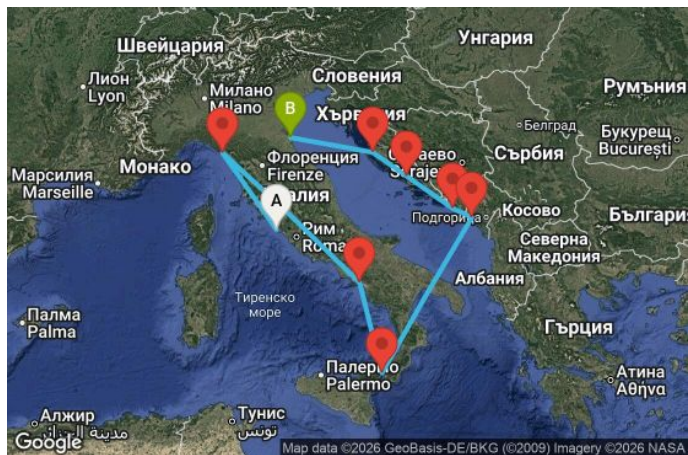 Швейцария
Унгария
Лион
Lyon
Милано
Milano
Словения
Румъния
B
Хърватия
Белград
Букурещ
București
Монако
Флоренция
Firenze
Сърбия
Марсилия
Marseille
A
Подгорица
Косово
България
Рим
Roma
Северна
Македония
Тиренско
море
Албания
Палма
Palma
Гърция
Палермо
Palermo
Атина
Αθήνα
Алжир
مدينة الجزائر
Тунис
تونس
Google
Map data ©2026 GeoBasis-DE/BKG (©2009) Imagery ©2026 NASA